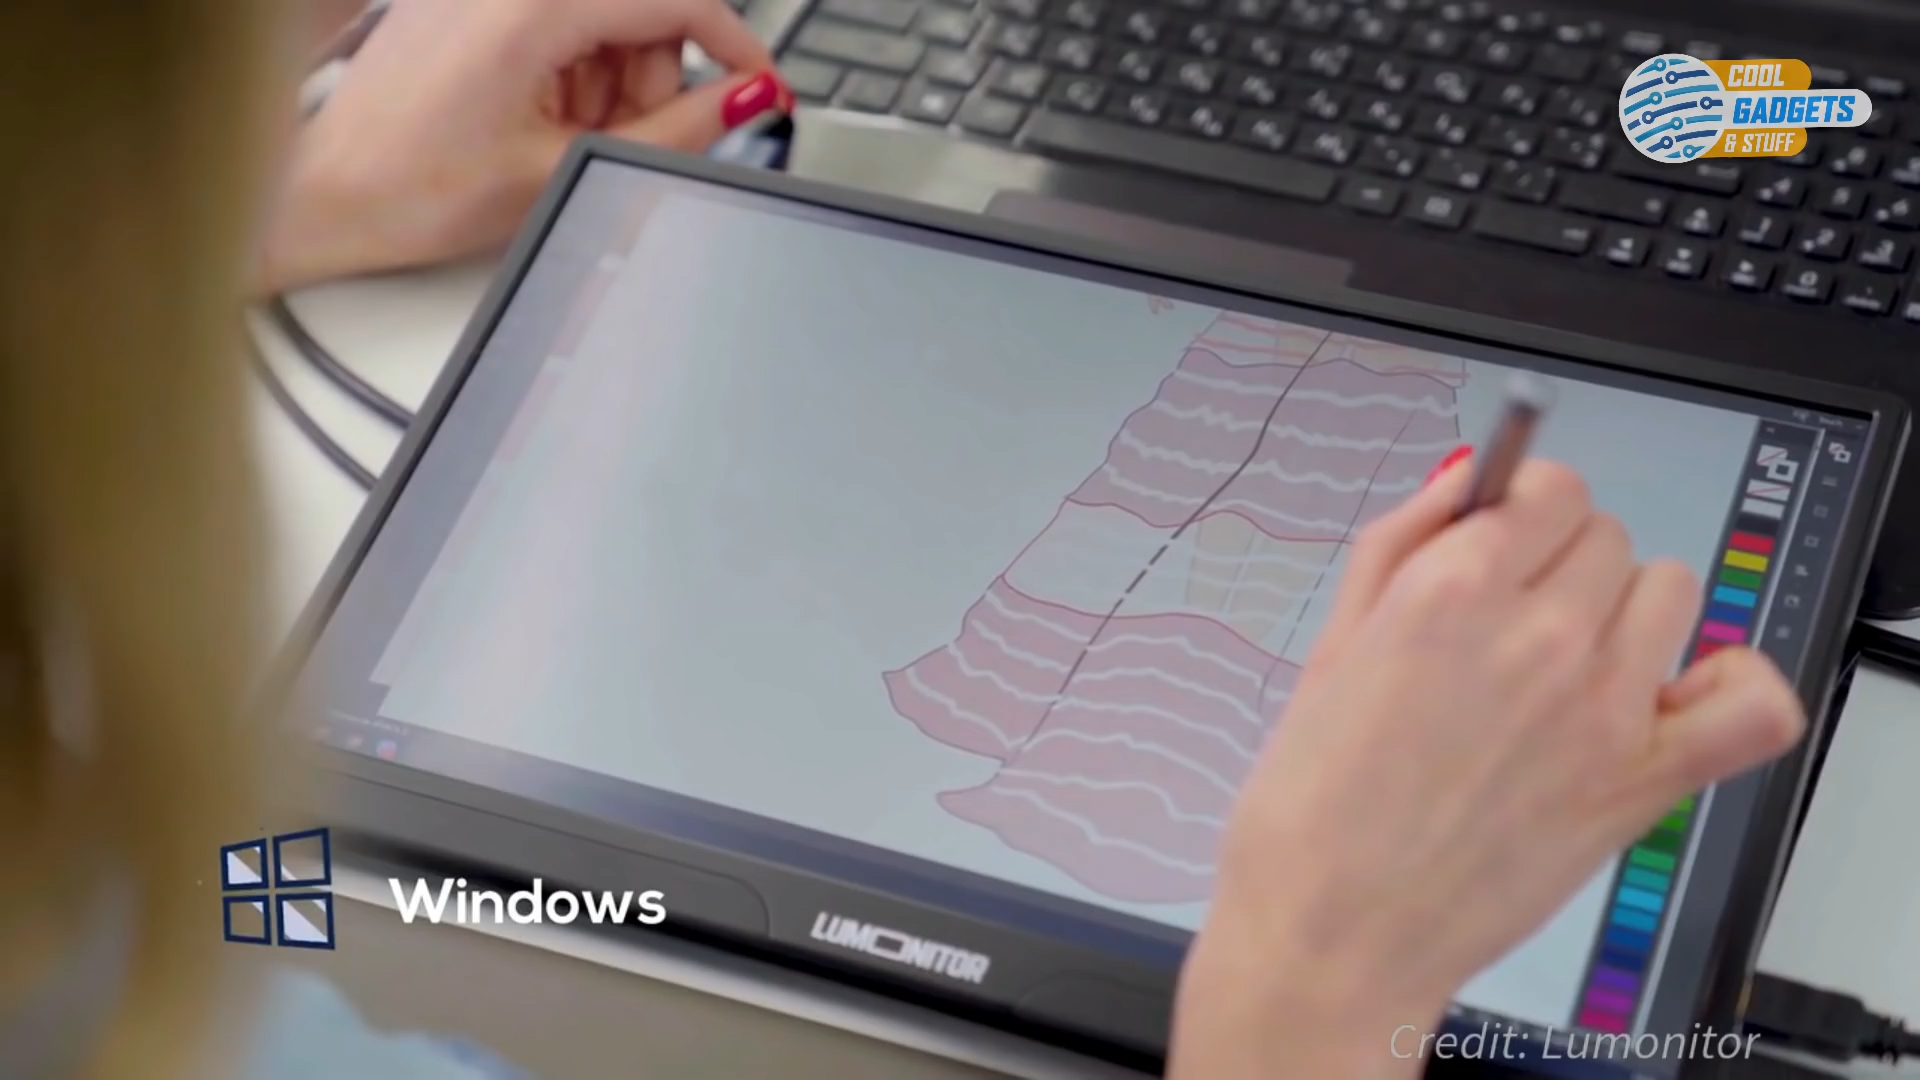 COOL
GADGETS
& STUFF
Windows
LUMONITOR
Credit: Lumonitor